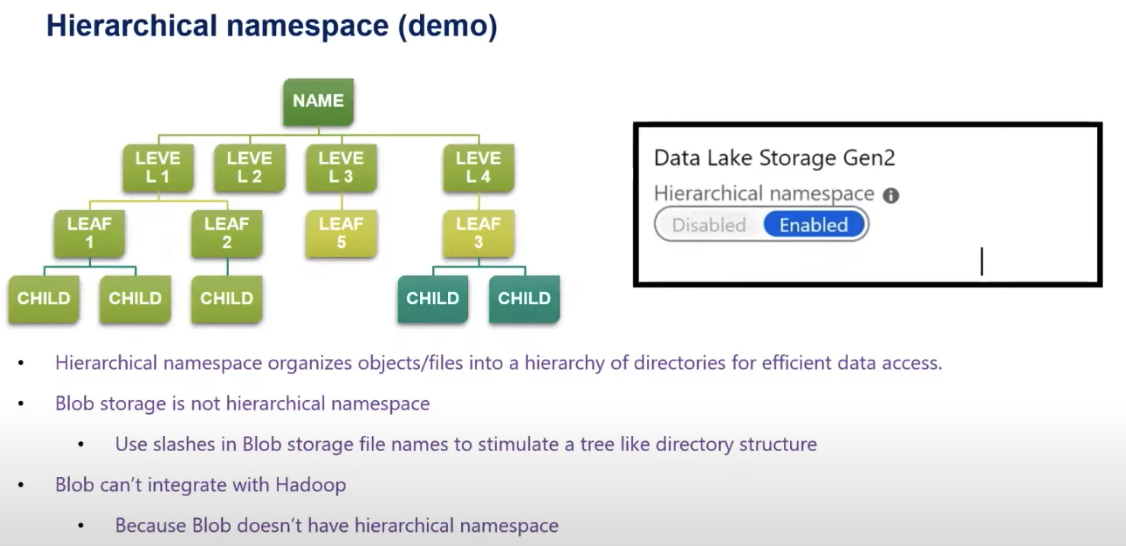 Hierarchical namespace (demo)
NAME
LEVE
L 1
LEVE
L 2
LEVE
L 3
LEVE
L 4
LEAF
1
LEAF
2
LEAF
5
LEAF
3
CHILD
CHILD
CHILD
CHILD
CHILD
Data Lake Storage Gen2
Hierarchical namespace
Disabled Enabled
• Hierarchical namespace organizes objects/files into a hierarchy of directories for efficient data access.
• Blob storage is not hierarchical namespace
• Use slashes in Blob storage file names to stimulate a tree like directory structure
• Blob can't integrate with Hadoop
• Because Blob doesn't have hierarchical namespace